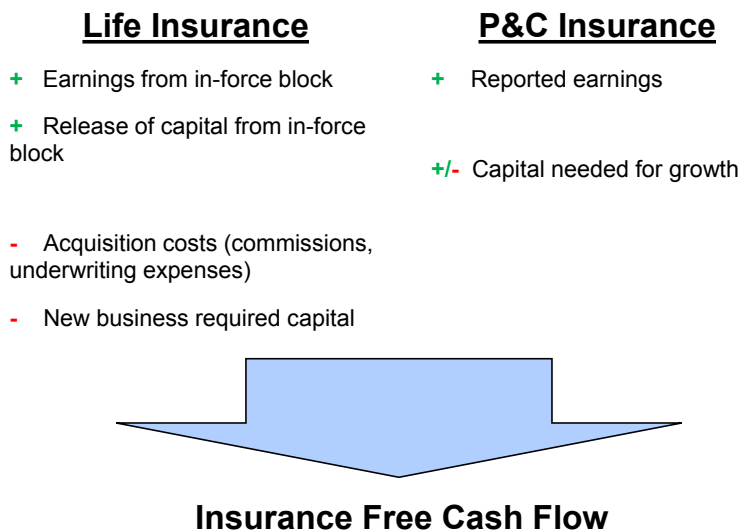 Life Insurance
+ Earnings from in-force block
+ Release of capital from in-force
block
- Acquisition costs (commissions,
underwriting expenses)
- New business required capital
P&C Insurance
+ Reported earnings
+/- Capital needed for growth
Insurance Free Cash Flow